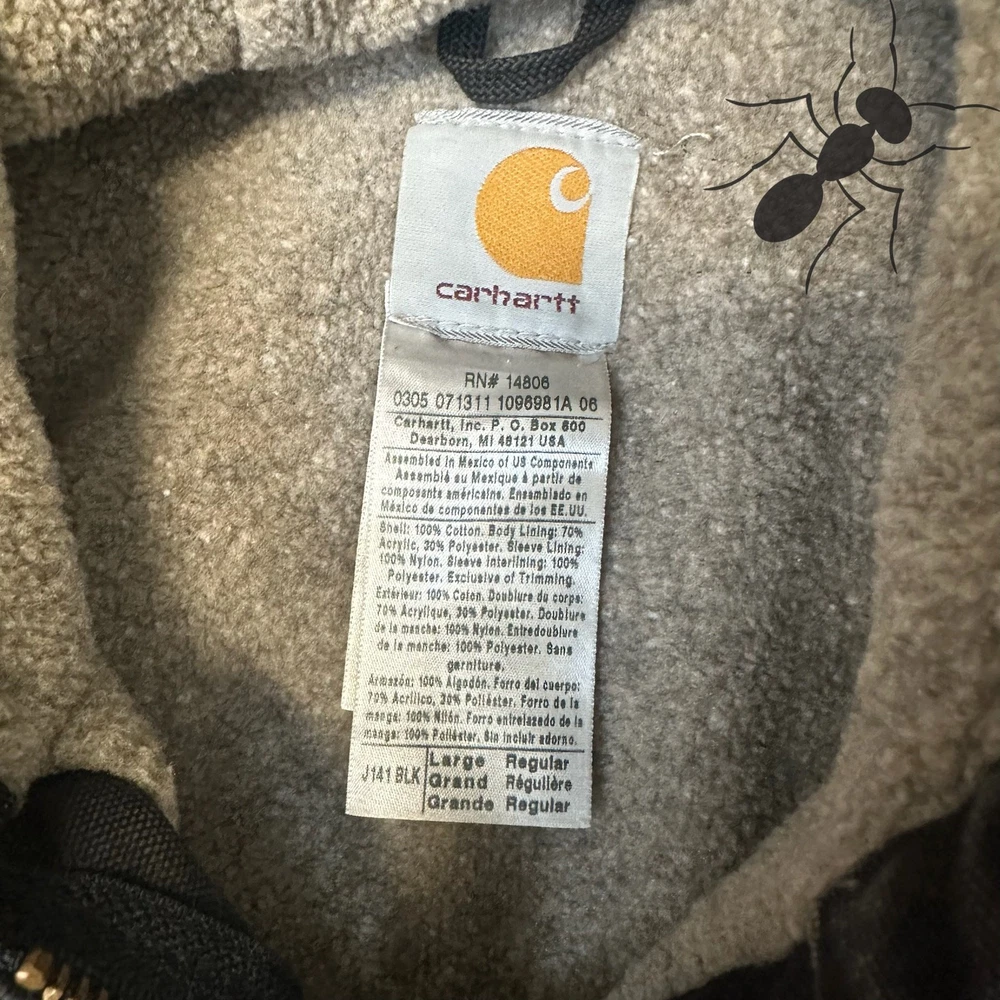 carhartt
RN# 14806
0305 071311 1096981A 06
Carhartt, Inc. P. O. Box 600
Dearborn, MI 48121 USA
Assembled in Mexico of US Components
Assemblé au Mexique à partir de
composants américains. Ensamblado en
México de componentes de los EE.UU.
Shell: 100% Cotton. Body Lining: 70%
Acrylic, 30% Polyester. Sleeve Lining:
100% Nylon. Sleeve Interlining: 100%
Polyester. Exclusive of Trimming.
Extérieur: 100% Coton. Doublure du corps:
70% Acrylique, 30% Polyester. Doublure
de la manche: 100% Nylon. Entredoublure
de la manche: 100% Polyester. Sans
garniture.
Armazón: 100% Algodón. Forro del cuerpo:
70% Acrílico, 30% Poliéster. Forro de la
manga: 100% Nilón. Forro entrelazado de la
manga: 100% Poliéster. Sin incluir adorno.
J141 BLK
Large Regular
Grand Régulière
Grande Regular